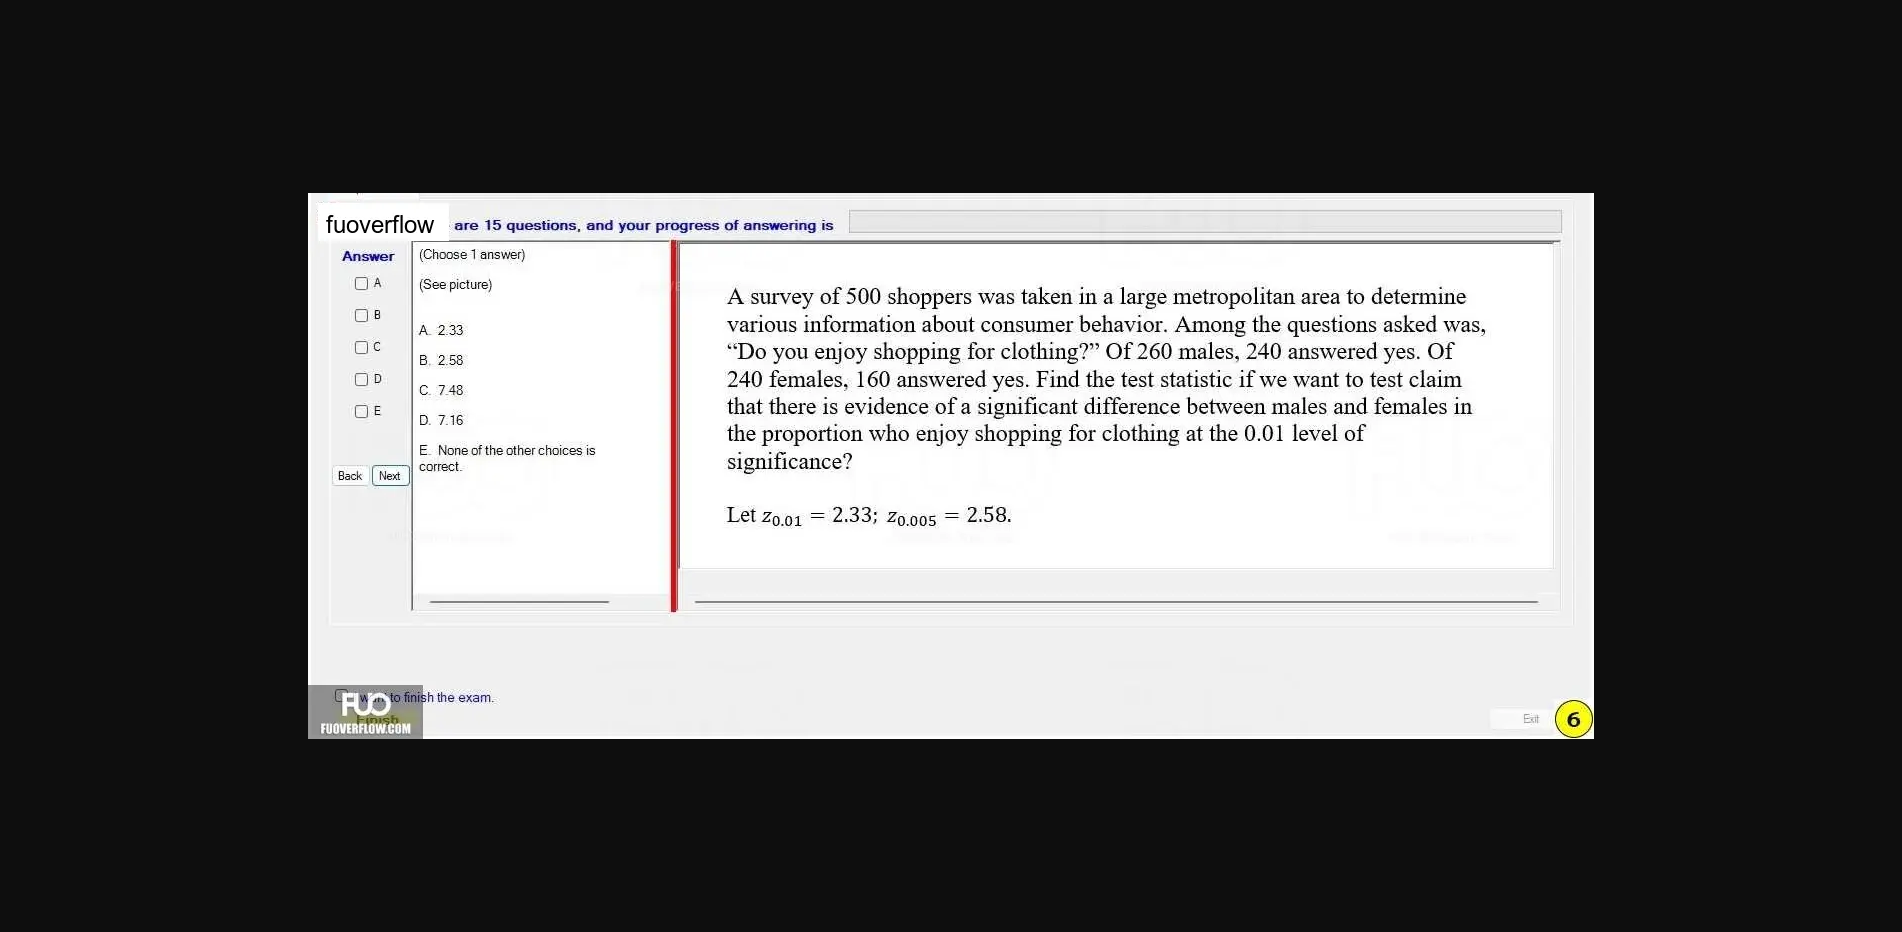 fuoverflow are 15 questions, and your progress of answering is
Answer
A
B
C
D
E
Back Next
(Choose 1 answer)
(See picture)
A. 2.33
B. 2.58
C. 7.48
D. 7.16
E. None of the other choices is
correct.
A survey of 500 shoppers was taken in a large metropolitan area to determine
various information about consumer behavior. Among the questions asked was,
“Do you enjoy shopping for clothing?” Of 260 males, 240 answered yes. Of
240 females, 160 answered yes. Find the test statistic if we want to test claim
that there is evidence of a significant difference between males and females in
the proportion who enjoy shopping for clothing at the 0.01 level of
significance?
Let z₀.₀₁ = 2.33; z₀.₀₀₅ = 2.58.
want to finish the exam.
FUO
Finish
FUOVERFLOW.COM
Exit
6